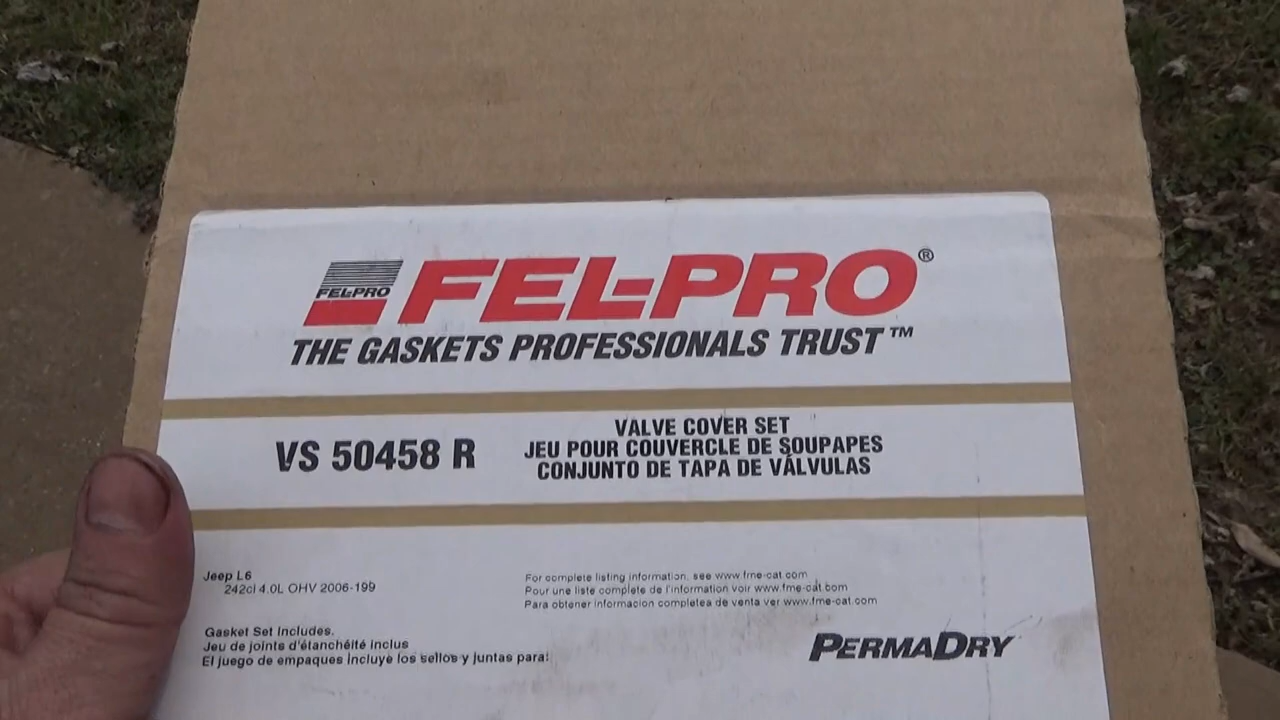 FEL-PRO
FEL-PRO®
THE GASKETS PROFESSIONALS TRUST™
VS 50458 R
VALVE COVER SET
JEU POUR COUVERCLE DE SOUPAPES
CONJUNTO DE TAPA DE VÁLVULAS
Jeep L6
242ci 4.0L OHV 2006-199
For complete listing information, see www.fme-cat.com
Pour une liste complete de l'information voir www.fme-cat.com
Para obtener informacion completea de venta ver www.fme-cat.com
Gasket Set Includes.
Jeu de joints d'étanchéité inclus
El juego de empaques incluye los sellos y juntas para:
PERMADRY